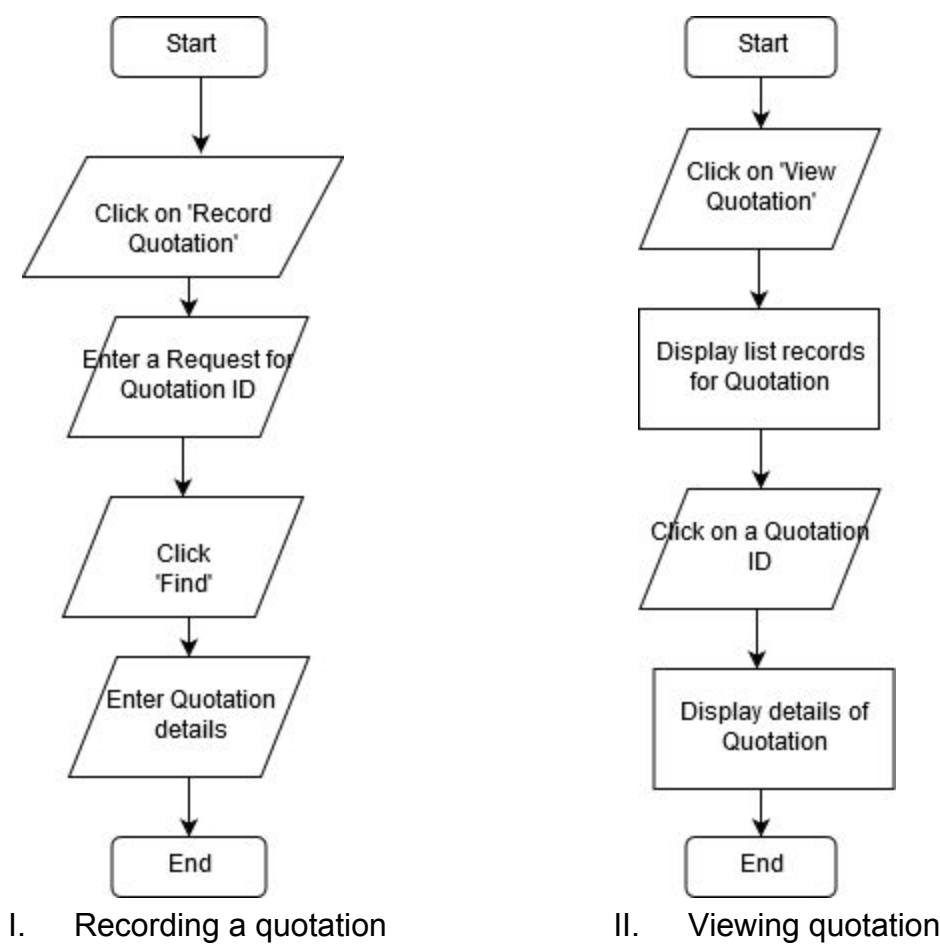 Start
Click on 'Record
Quotation'
Enter a Request for
Quotation ID
Click
'Find'
Enter Quotation
details
End
I. Recording a quotation
Start
Click on 'View
Quotation'
Display list records
for Quotation
Click on a Quotation
ID
Display details of
Quotation
End
II. Viewing quotation